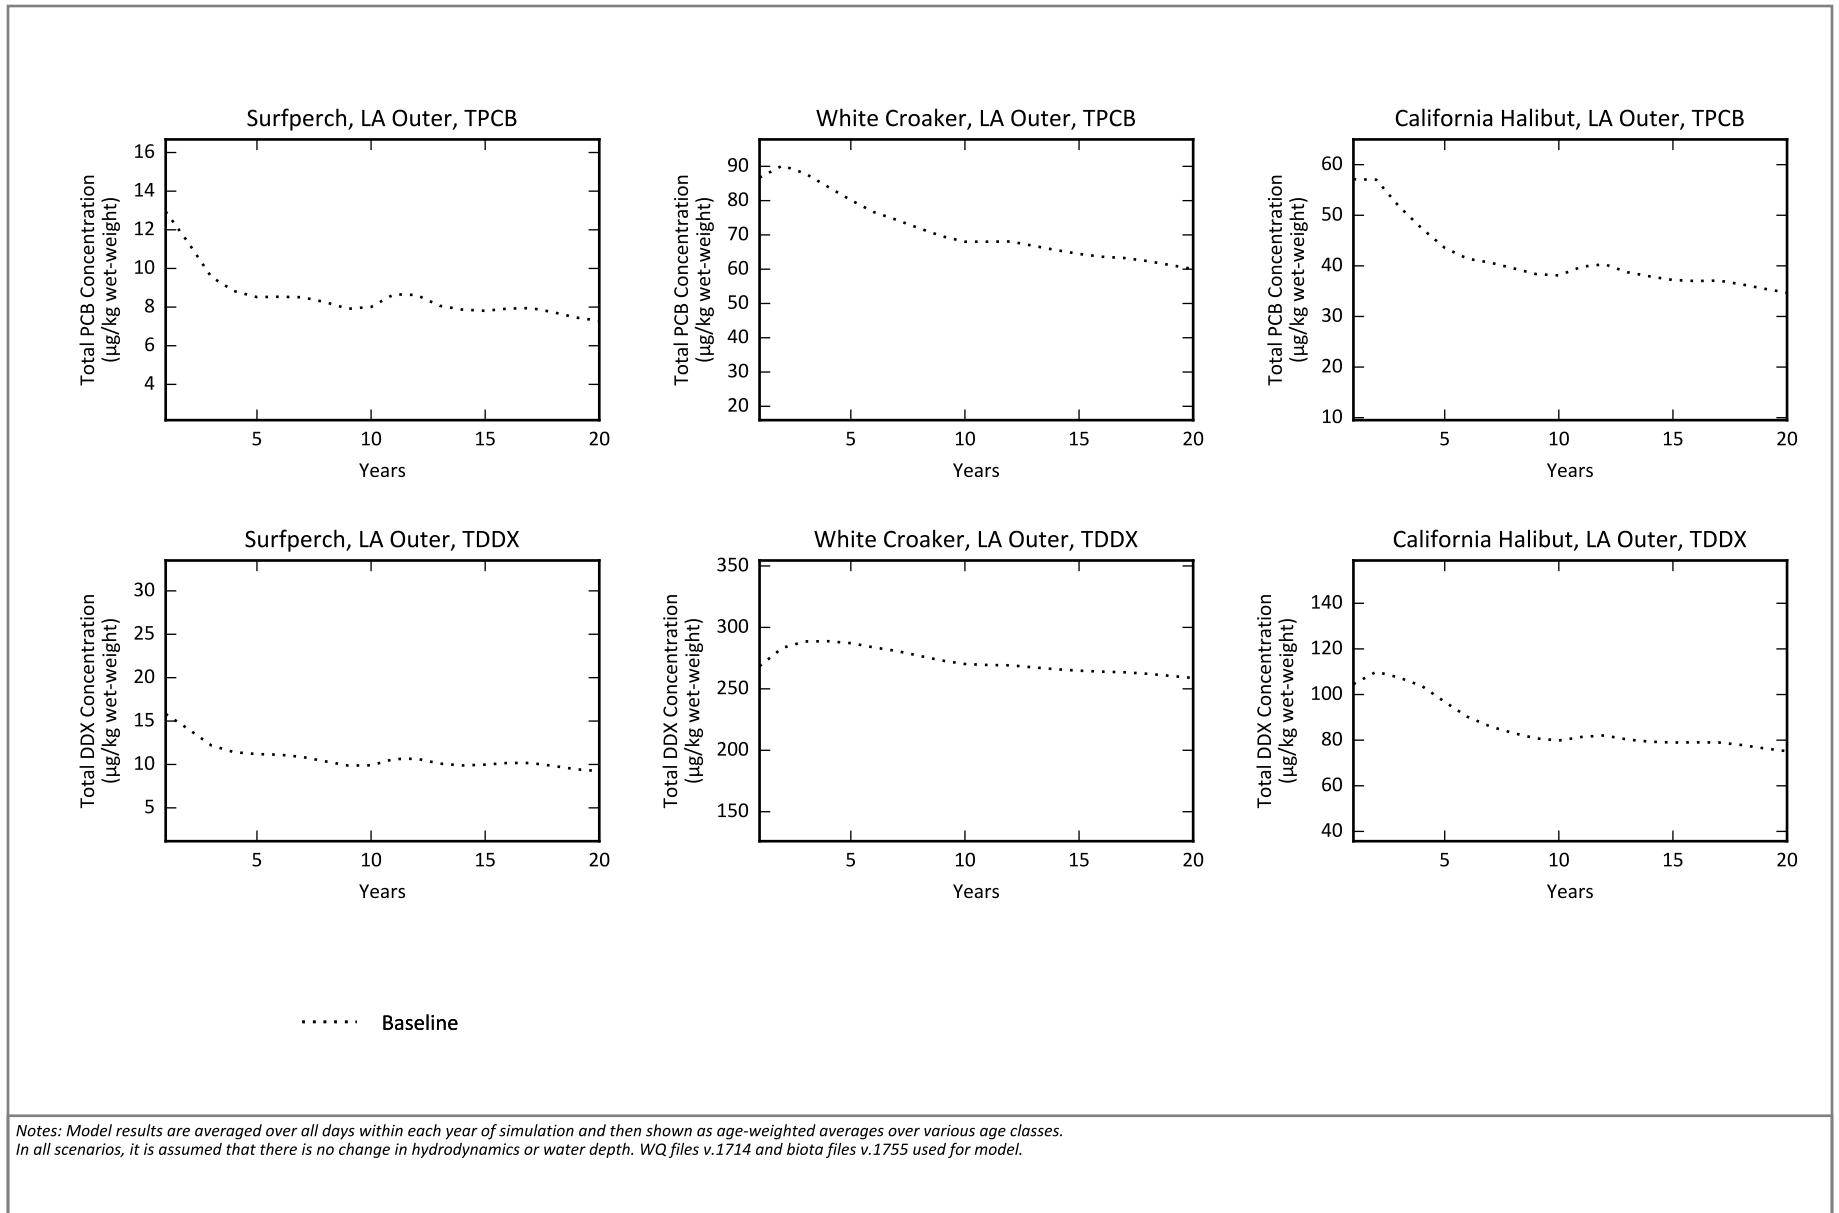 Surfperch, LA Outer, TPCB
Total PCB Concentration
(µg/kg wet-weight)
16
14
12
10
8
6
4
5 10 15 20
Years
White Croaker, LA Outer, TPCB
Total PCB Concentration
(µg/kg wet-weight)
90
80
70
60
50
40
30
20
5 10 15 20
Years
California Halibut, LA Outer, TPCB
Total PCB Concentration
(µg/kg wet-weight)
60
50
40
30
20
10
5 10 15 20
Years
Surfperch, LA Outer, TDDX
Total DDX Concentration
(µg/kg wet-weight)
30
25
20
15
10
5
5 10 15 20
Years
White Croaker, LA Outer, TDDX
Total DDX Concentration
(µg/kg wet-weight)
350
300
250
200
150
5 10 15 20
Years
California Halibut, LA Outer, TDDX
Total DDX Concentration
(µg/kg wet-weight)
140
120
100
80
60
40
5 10 15 20
Years
Baseline
Notes: Model results are averaged over all days within each year of simulation and then shown as age-weighted averages over various age classes.
In all scenarios, it is assumed that there is no change in hydrodynamics or water depth. WQ files v.1714 and biota files v.1755 used for model.